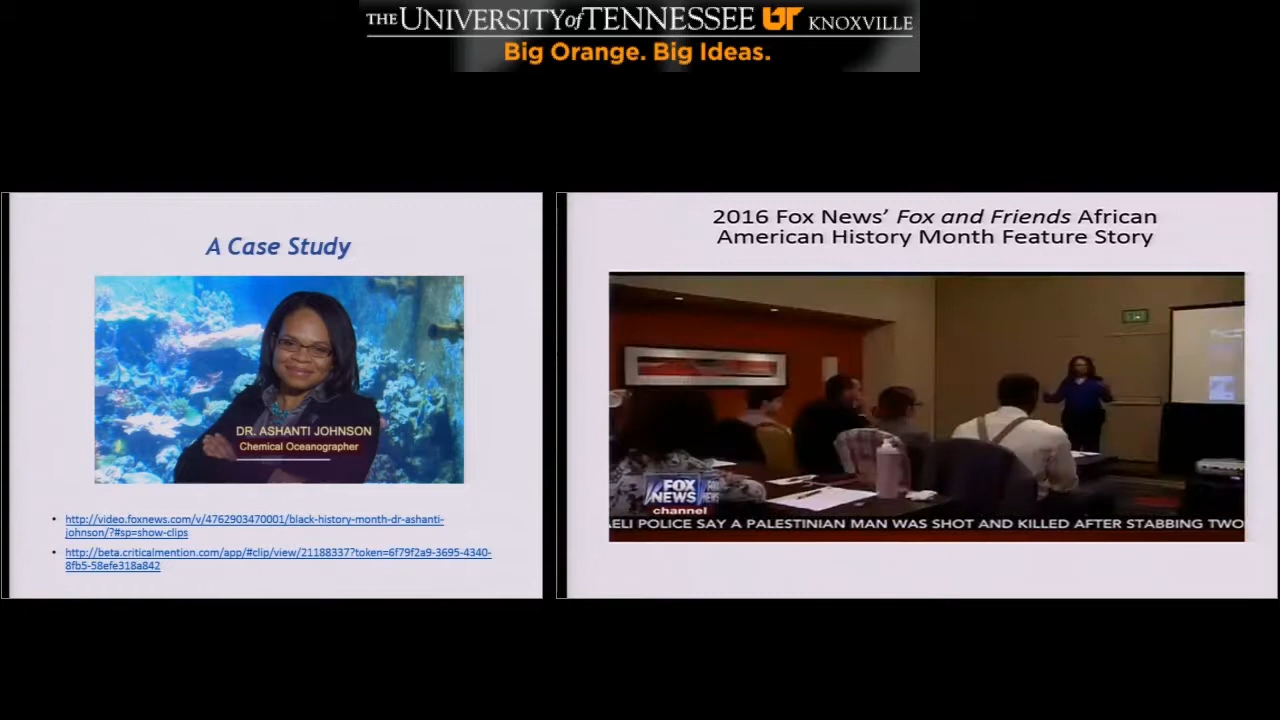 THE UNIVERSITY of TENNESSEE UT KNOXVILLE
Big Orange. Big Ideas.
A Case Study
DR. ASHANTI JOHNSON
Chemical Oceanographer
• http://video.foxnews.com/v/4762903470001/black-history-month-dr-ashanti-
johnson/?#sp=show-clips
• http://beta.criticalmention.com/app/#clip/view/21188337?token=6f79f2a9-3695-4340-
8fb5-58efe318a842
2016 Fox News’ Fox and Friends African
American History Month Feature Story
FOX
NEWS
channel
AELI POLICE SAY A PALESTINIAN MAN WAS SHOT AND KILLED AFTER STABBING TWO